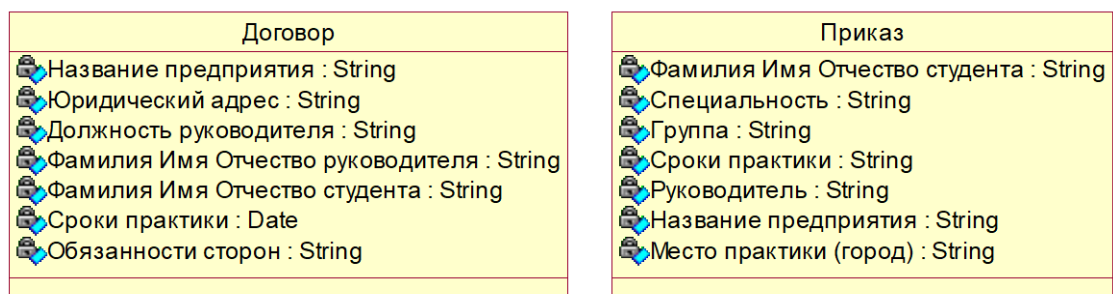 Договор
Название предприятия : String
Юридический адрес : String
Должность руководителя : String
Фамилия Имя Отчество руководителя : String
Фамилия Имя Отчество студента : String
Сроки практики : Date
Обязанности сторон : String
Приказ
Фамилия Имя Отчество студента : String
Специальность : String
Группа : String
Сроки практики : String
Руководитель : String
Название предприятия : String
Место практики (город) : String